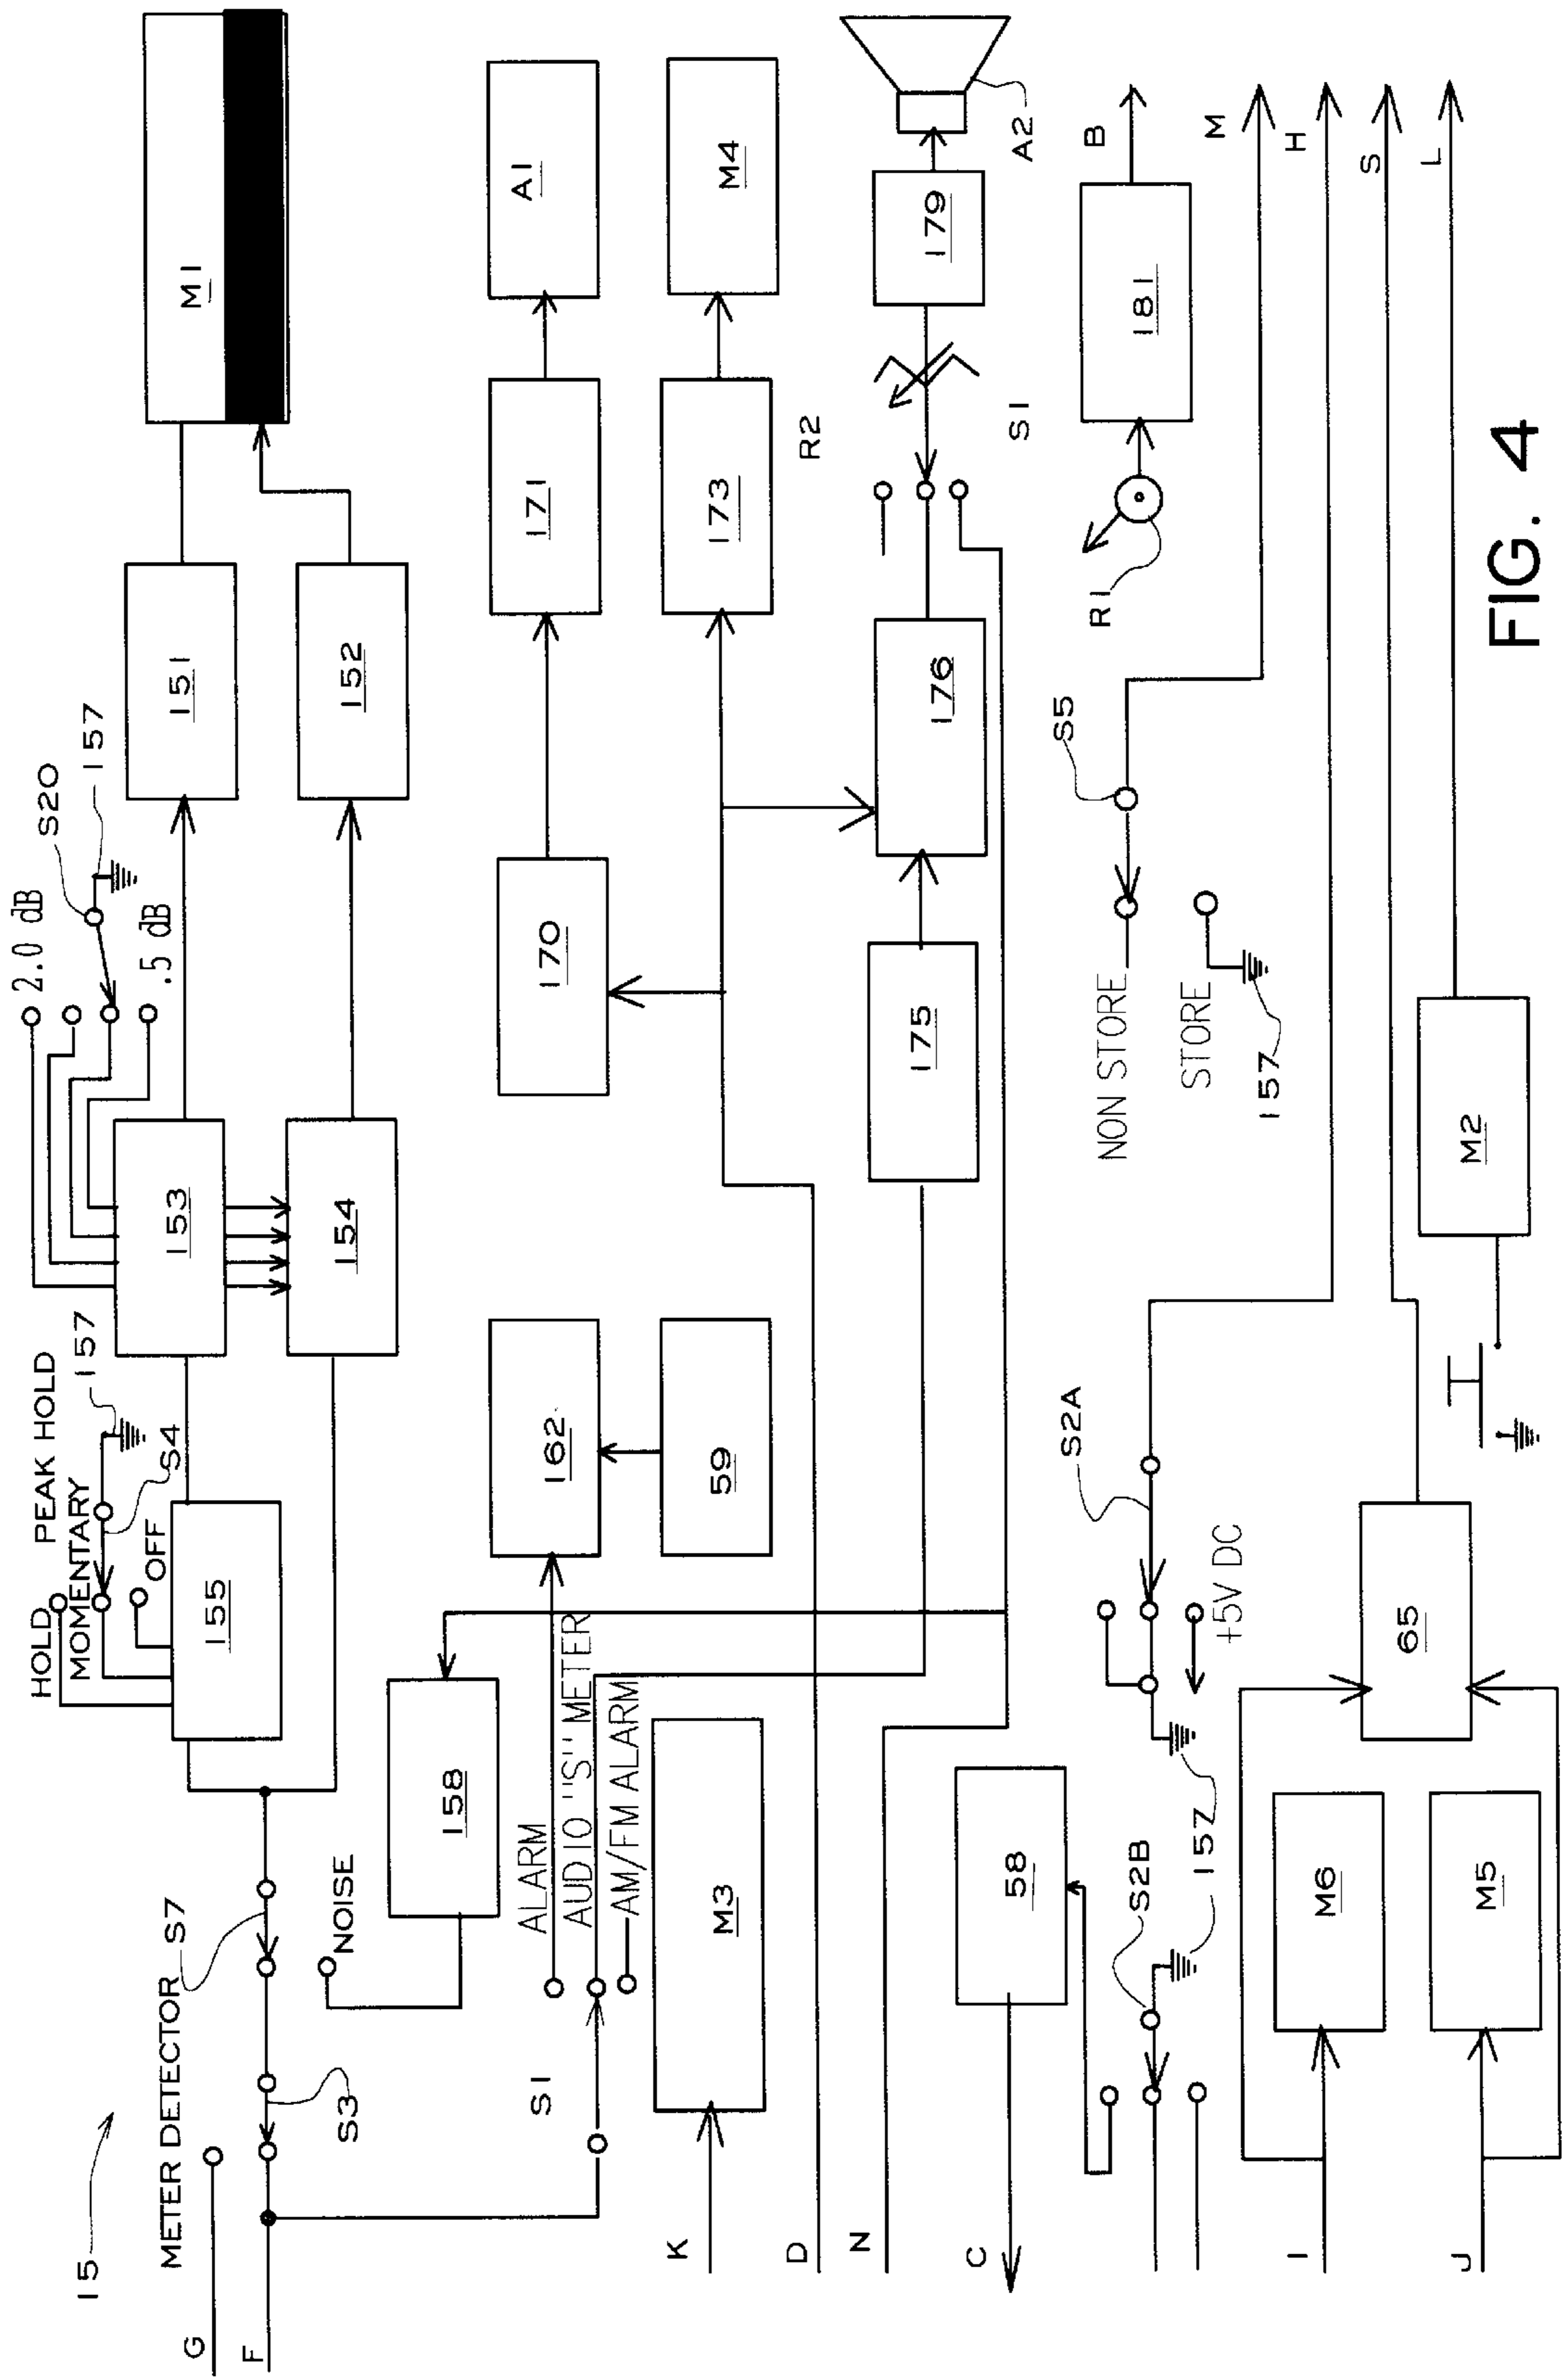 15
METER DETECTOR
G
F
S3
S7
NOISE
HOLD
PEAK HOLD
MOMENTARY
OFF
S4
157
155
153
154
2.0 dB
.5 dB
S20
157
151
152
M1
158
ALARM
AUDIO "S" METER
AM/FM ALARM
S1
162
59
170
171
A1
173
M4
K
M3
D
N
175
176
R2
S1
179
A2
C
58
S2B
157
S2A
+5V DC
157
NON STORE
STORE
157
S5
R1
181
B
M
H
S
L
I
M6
J
M5
65
M2
FIG. 4